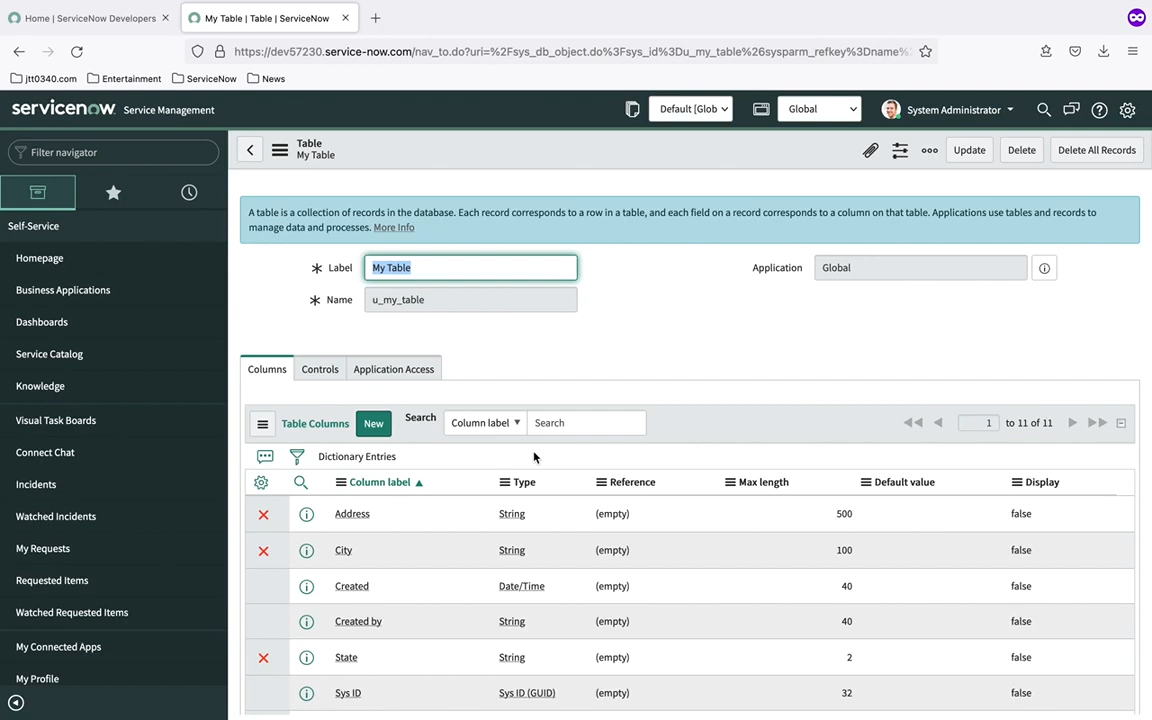 Home | ServiceNow Developers
My Table | Table | ServiceNow
https://dev57230.service-now.com/nav_to.do?uri=%2Fsys_db_object.do%3Fsys_id%3Du_my_table%26sysparm_refkey%3Dname%
jtt0340.com
Entertainment
ServiceNow
News
servicenow Service Management
Default [Glob
Global
System Administrator
Filter navigator
Self-Service
Homepage
Business Applications
Dashboards
Service Catalog
Knowledge
Visual Task Boards
Connect Chat
Incidents
Watched Incidents
My Requests
Requested Items
Watched Requested Items
My Connected Apps
My Profile
Table
My Table
Update
Delete
Delete All Records
A table is a collection of records in the database. Each record corresponds to a row in a table, and each field on a record corresponds to a column on that table. Applications use tables and records to
manage data and processes. More Info
Label My Table
Application Global
Name u_my_table
Columns Controls Application Access
Table Columns New Search Column label Search 1 to 11 of 11
Dictionary Entries
Column label Type Reference Max length Default value Display
Address String (empty) 500 false
City String (empty) 100 false
Created Date/Time (empty) 40 false
Created by String (empty) 40 false
State String (empty) 2 false
Sys ID Sys ID (GUID) (empty) 32 false